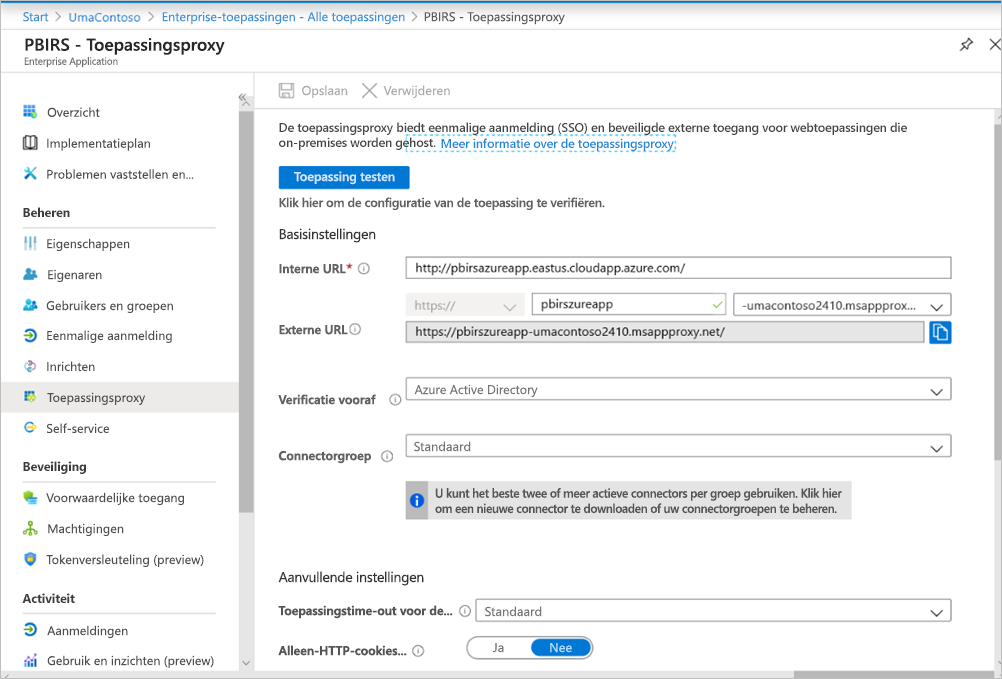 Start > UmaContoso > Enterprise-toepassingen - Alle toepassingen > PBIRS - Toepassingsproxy
PBIRS - Toepassingsproxy
Enterprise Application
Overzicht
Implementatieplan
Problemen vaststellen en...
Beheren
Eigenschappen
Eigenaren
Gebruikers en groepen
Eenmalige aanmelding
Inrichten
Toepassingsproxy
Self-service
Beveiliging
Voorwaardelijke toegang
Machtigingen
Tokenversleuteling (preview)
Activiteit
Aanmeldingen
Gebruik en inzichten (preview)
Opslaan Verwijderen
De toepassingsproxy biedt eenmalige aanmelding (SSO) en beveiligde externe toegang voor webtoepassingen die
on-premises worden gehost. Meer informatie over de toepassingsproxy;
Toepassing testen
Klik hier om de configuratie van de toepassing te verifiëren.
Basisinstellingen
Interne URL* http://pbirsazureapp.eastus.cloudapp.azure.com/
https:// pbirszureapp -umacontoso2410.msapppro...
Externe URL https://pbirszureapp-umacontoso2410.msappproxy.net/
Verificatie vooraf Azure Active Directory
Connectorgroep Standaard
U kunt het beste twee of meer actieve connectors per groep gebruiken. Klik hier
om een nieuwe connector te downloaden of uw connectorgroepen te beheren.
Aanvullende instellingen
Toepassingstime-out voor de... Standaard
Alleen-HTTP-cookies... Ja Nee